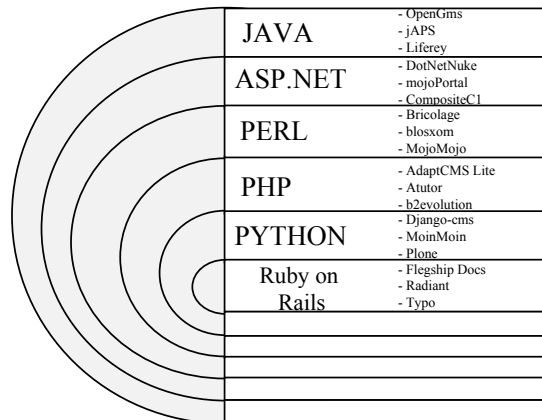 JAVA
- OpenGms
- jAPS
- Liferey
ASP.NET
- DotNetNuke
- mojoPortal
- CompositeC1
PERL
- Bricolage
- blosxom
- MojoMojo
PHP
- AdaptCMS Lite
- Atutor
- b2evolution
PYTHON
- Django-cms
- MoinMoin
- Plone
Ruby on
Rails
- Flegship Docs
- Radiant
- Typo